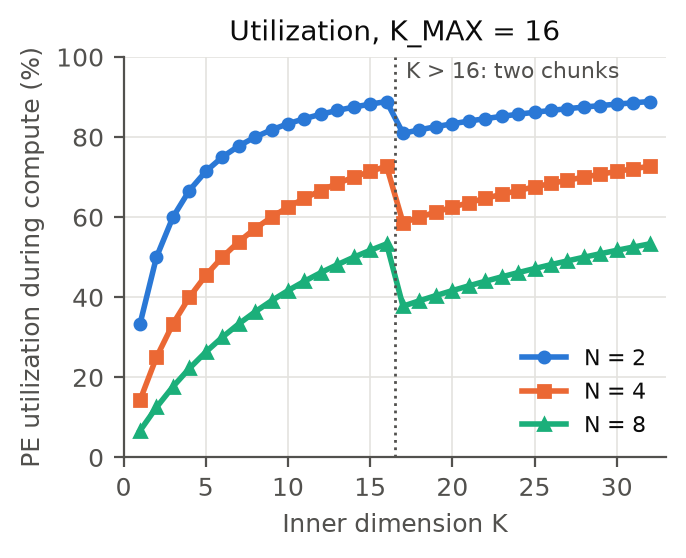 Utilization, K_MAX = 16
PE utilization during compute (%)
100
80
60
40
20
0
K > 16: two chunks
N = 2
N = 4
N = 8
0 5 10 15 20 25 30
Inner dimension K